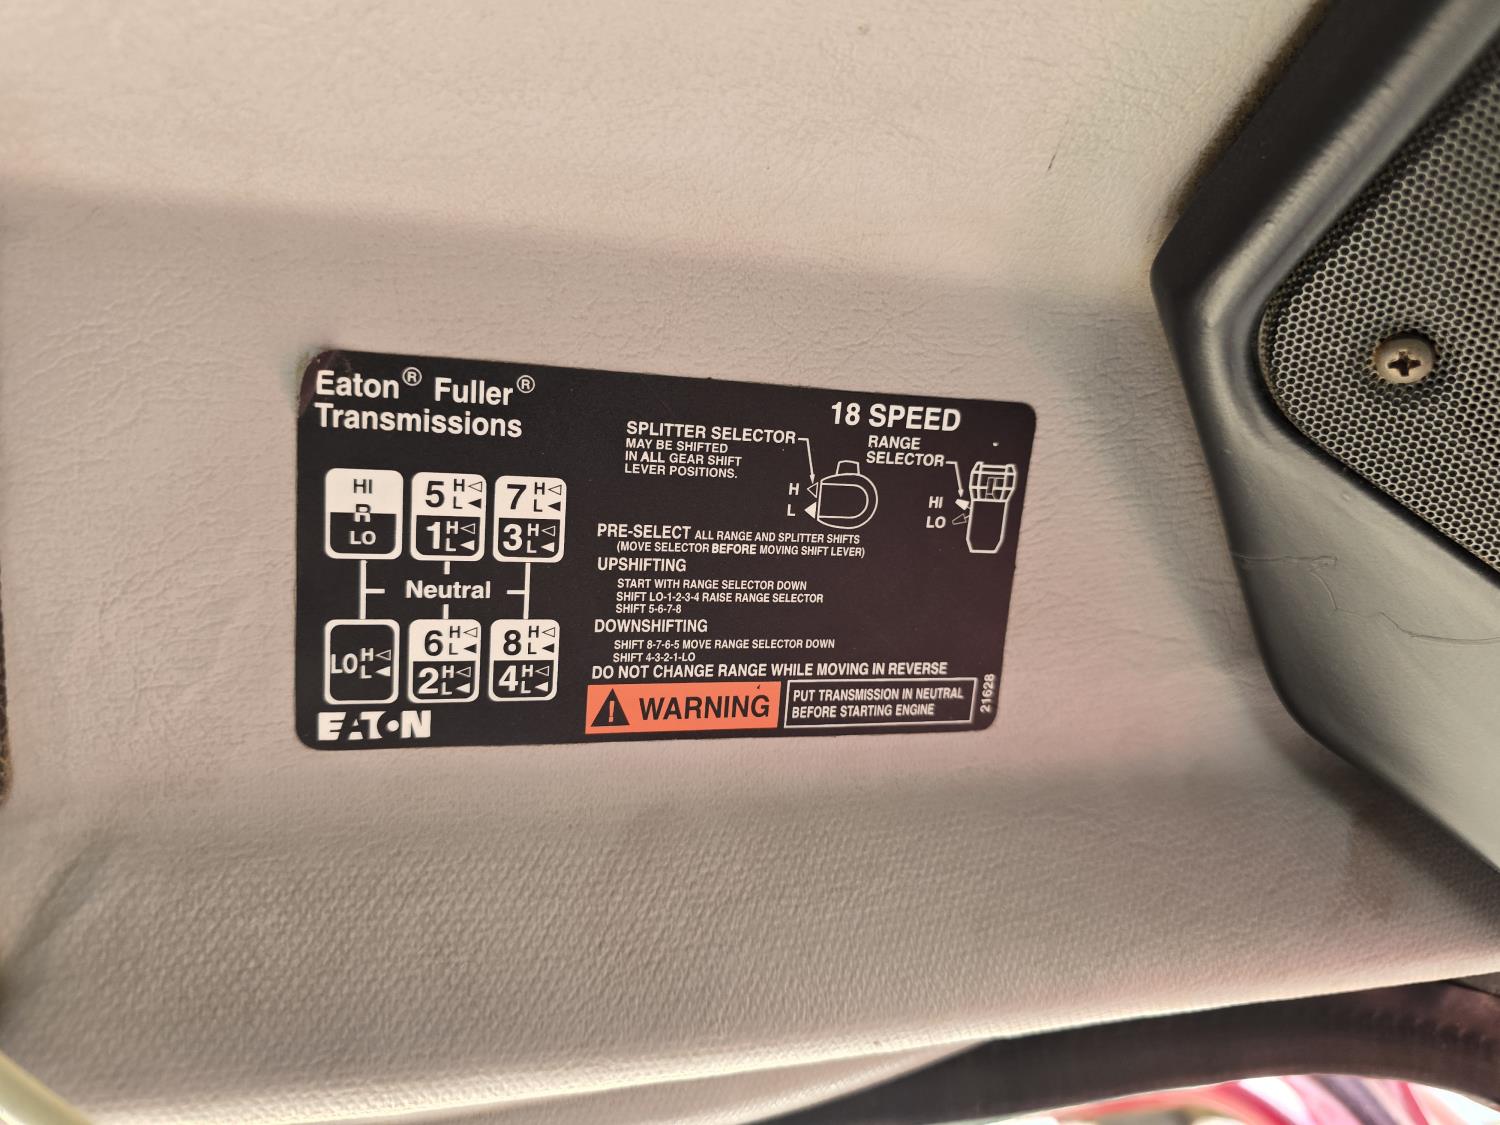 Eaton® Fuller®
Transmissions
18 SPEED
SPLITTER SELECTOR
MAY BE SHIFTED
IN ALL GEAR SHIFT
LEVER POSITIONS.
H
L
RANGE
SELECTOR
HI
LO
HI
R
LO
5 H L
1 H L
7 H L
3 H L
Neutral
LO H L
6 H L
2 H L
8 H L
4 H L
EATON
PRE-SELECT ALL RANGE AND SPLITTER SHIFTS
(MOVE SELECTOR BEFORE MOVING SHIFT LEVER)
UPSHIFTING
START WITH RANGE SELECTOR DOWN
SHIFT LO-1-2-3-4 RAISE RANGE SELECTOR
SHIFT 5-6-7-8
DOWNSHIFTING
SHIFT 8-7-6-5 MOVE RANGE SELECTOR DOWN
SHIFT 4-3-2-1-LO
DO NOT CHANGE RANGE WHILE MOVING IN REVERSE
WARNING
PUT TRANSMISSION IN NEUTRAL
BEFORE STARTING ENGINE
21628